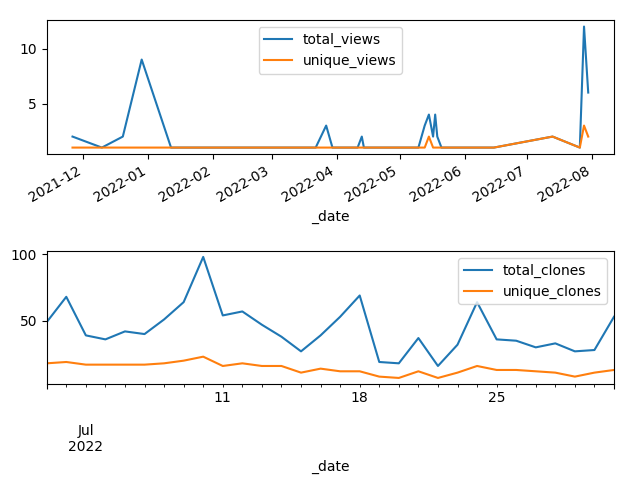 total_views
unique_views
10
5
2021-12
2022-01
2022-02
2022-03
2022-04
2022-05
2022-06
2022-07
2022-08
_date
total_clones
unique_clones
100
50
11
18
25
Jul
2022
_date